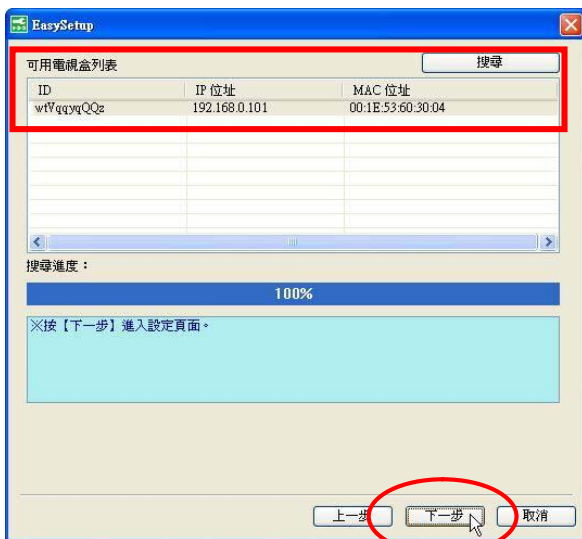 EasySetup
可用電視盒列表 搜尋
ID IP 位址 MAC 位址
wtVqqyqQQz 192.168.0.101 00:1E:53:60:30:04
搜尋進度：
100%
※按【下一步】進入設定頁面。
上一步 下一步 取消